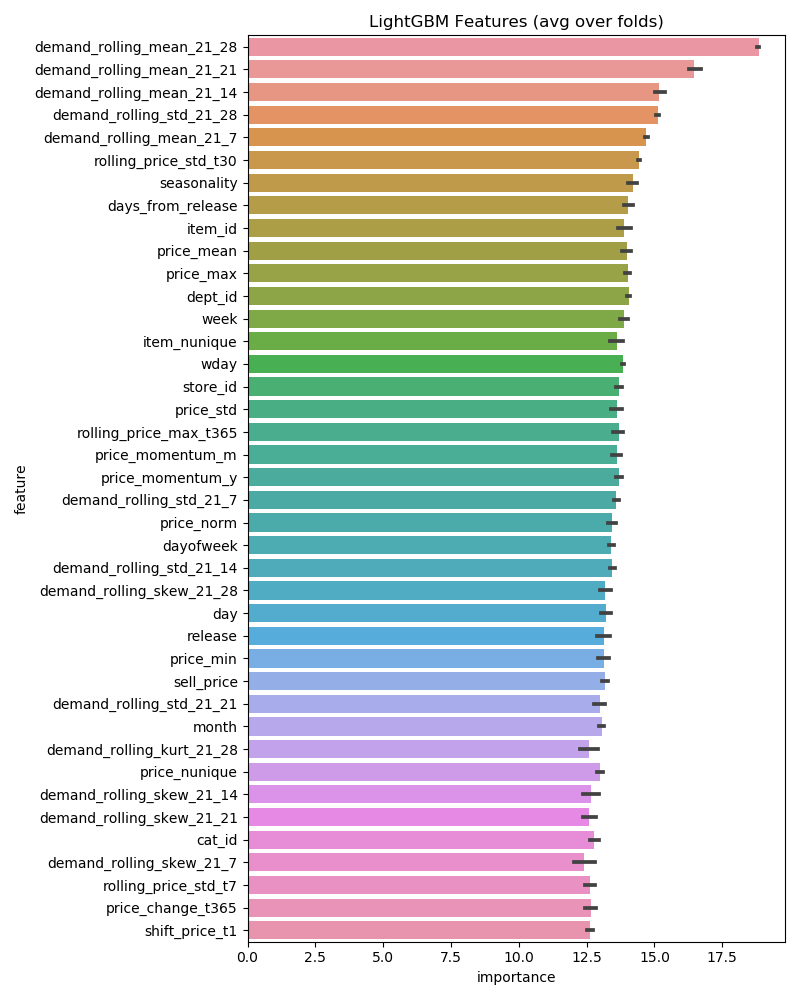 LightGBM Features (avg over folds)
demand_rolling_mean_21_28
demand_rolling_mean_21_21
demand_rolling_mean_21_14
demand_rolling_std_21_28
demand_rolling_mean_21_7
rolling_price_std_t30
seasonality
days_from_release
item_id
price_mean
price_max
dept_id
week
item_nunique
wday
store_id
price_std
rolling_price_max_t365
price_momentum_m
price_momentum_y
demand_rolling_std_21_7
price_norm
dayofweek
demand_rolling_std_21_14
demand_rolling_skew_21_28
day
release
price_min
sell_price
demand_rolling_std_21_21
month
demand_rolling_kurt_21_28
price_nunique
demand_rolling_skew_21_14
demand_rolling_skew_21_21
cat_id
demand_rolling_skew_21_7
rolling_price_std_t7
price_change_t365
shift_price_t1
feature
0.0 2.5 5.0 7.5 10.0 12.5 15.0 17.5
importance